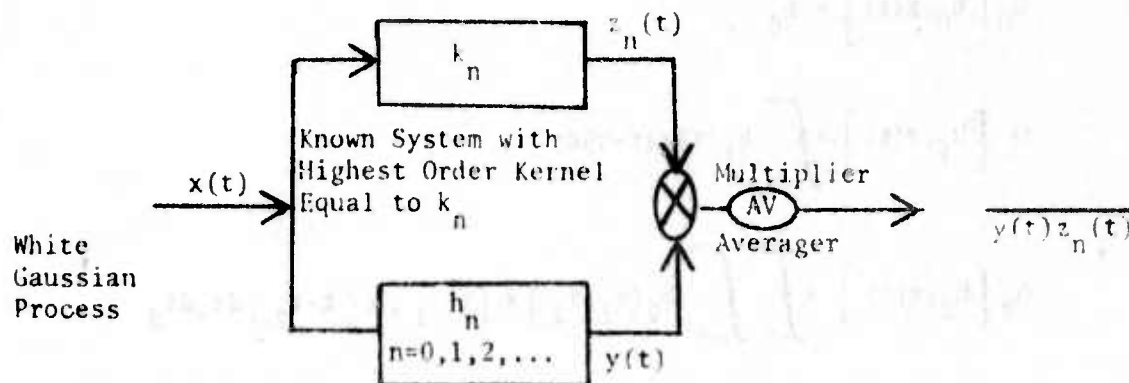 z_n(t)
k_n
Known System with
Highest Order Kernel
Equal to k_n
x(t)
White
Gaussian
Process
Multiplier
AV
Averager
y(t)z_n(t)
h_n
n=0,1,2,...
y(t)